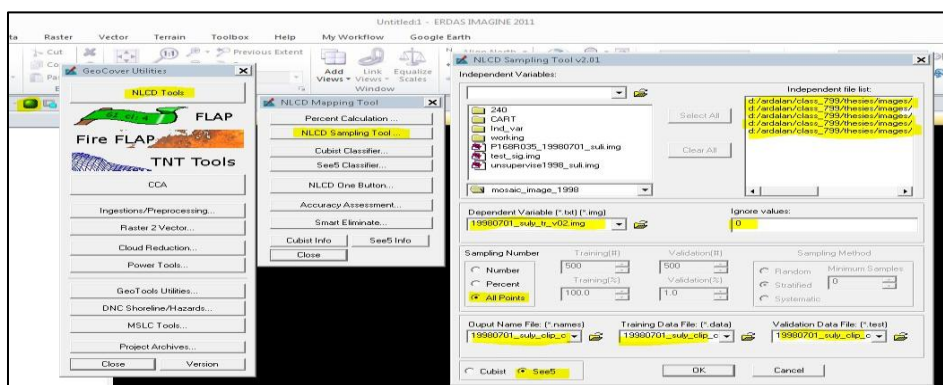 Untitled:1 - ERDAS IMAGINE 2011
Raster Vector Terrain Toolbox Help My Workflow Google Earth
Cut
Previous Extent
Add Views
Link Views
Equalize Scales
Window
GeoCover Utilities
NLCD Tools
FLAP
Fire FLAP
TNT Tools
CCA
Ingestions/Preprocessing...
Raster 2 Vector...
Cloud Reduction...
Power Tools...
GeoTools Utilities...
DNC Shoreline/Hazards...
MSLC Tools...
Project Archives...
Close Version
NLCD Mapping Tool
Percent Calculation ...
NLCD Sampling Tool ...
Cubist Classifier...
See5 Classifier...
NLCD One Button...
Accuracy Assessment...
Smart Eliminate...
Cubist Info See5 Info
Close
NLCD Sampling Tool v2.01
Independent Variables:
240
CART
Ind_var
working
P168R035_19980701_suli.img
test_sig.img
unsupervise1998_suli.img
mosaic_image_1998
Select All
Clear All
Independent file list:
d:/ardalan/class_799/thesies/images/
d:/ardalan/class_799/thesies/images/
d:/ardalan/class_799/thesies/images/
d:/ardalan/class_799/thesies/images/
Dependent Variable (*.txt) (*.img)
19980701_suly_tr_v02.img
Ignore values:
0
Sampling Number Training(#) Validation(#)
Number 500 500
Percent Training(%) Validation(%)
All Points 100.0 1.0
Sampling Method
Random Minimum Samples
Stratified 0
Systematic
Ouput Name File: (*.names) Training Data File: (*.data) Validation Data File: (*.test)
19980701_suly_clip_c 19980701_suly_clip_c 19980701_suly_clip_c
Cubist See5 OK Cancel